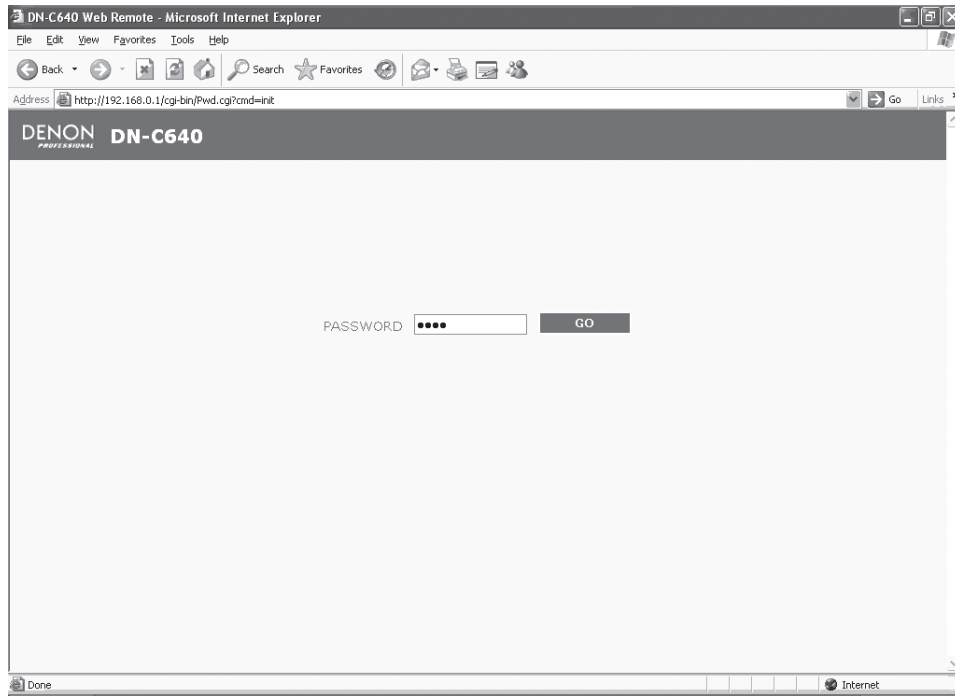 DN-C640 Web Remote - Microsoft Internet Explorer
File Edit View Favorites Tools Help
Back Search Favorites
Address http://192.168.0.1/cgi-bin/Pwd.cgi?cmd=init Go Links
DENON
PROFESSIONAL
DN-C640
PASSWORD •••• GO
Done Internet